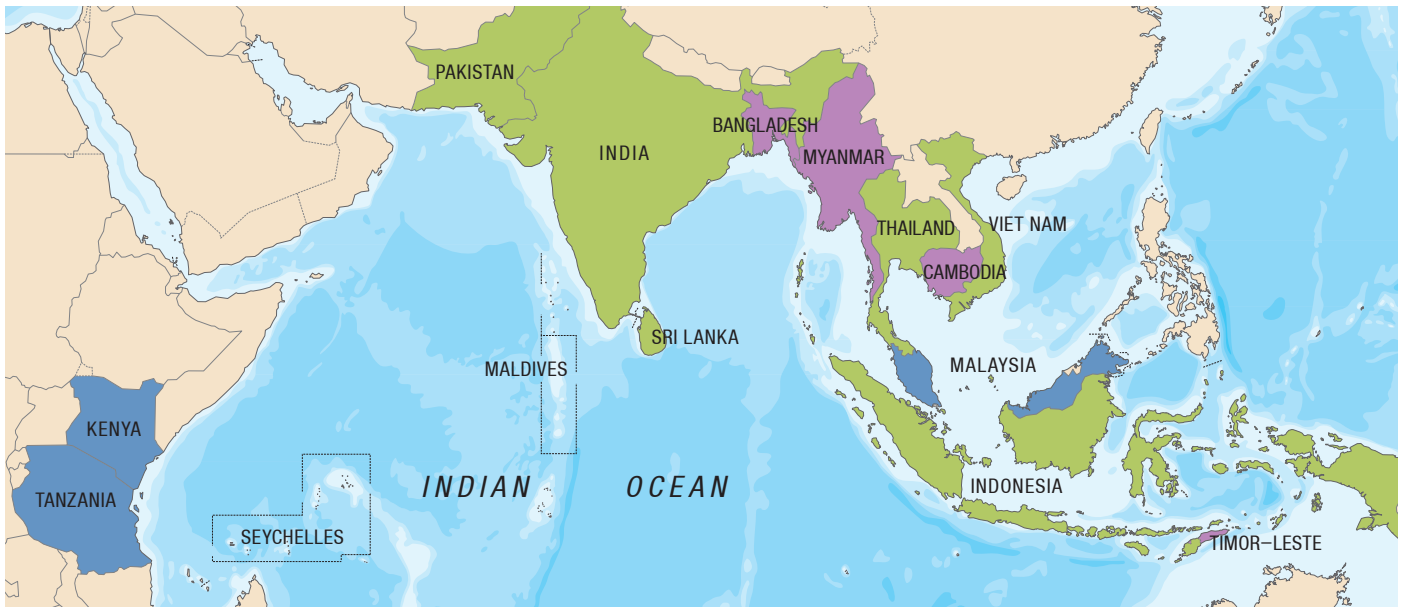 PAKISTAN
BANGLADESH
INDIA
MYANMAR
THAILAND
VIET NAM
CAMBODIA
SRI LANKA
MALDIVES
MALAYSIA
KENYA
TANZANIA
INDIAN OCEAN
INDONESIA
SEYCHELLES
TIMOR–LESTE